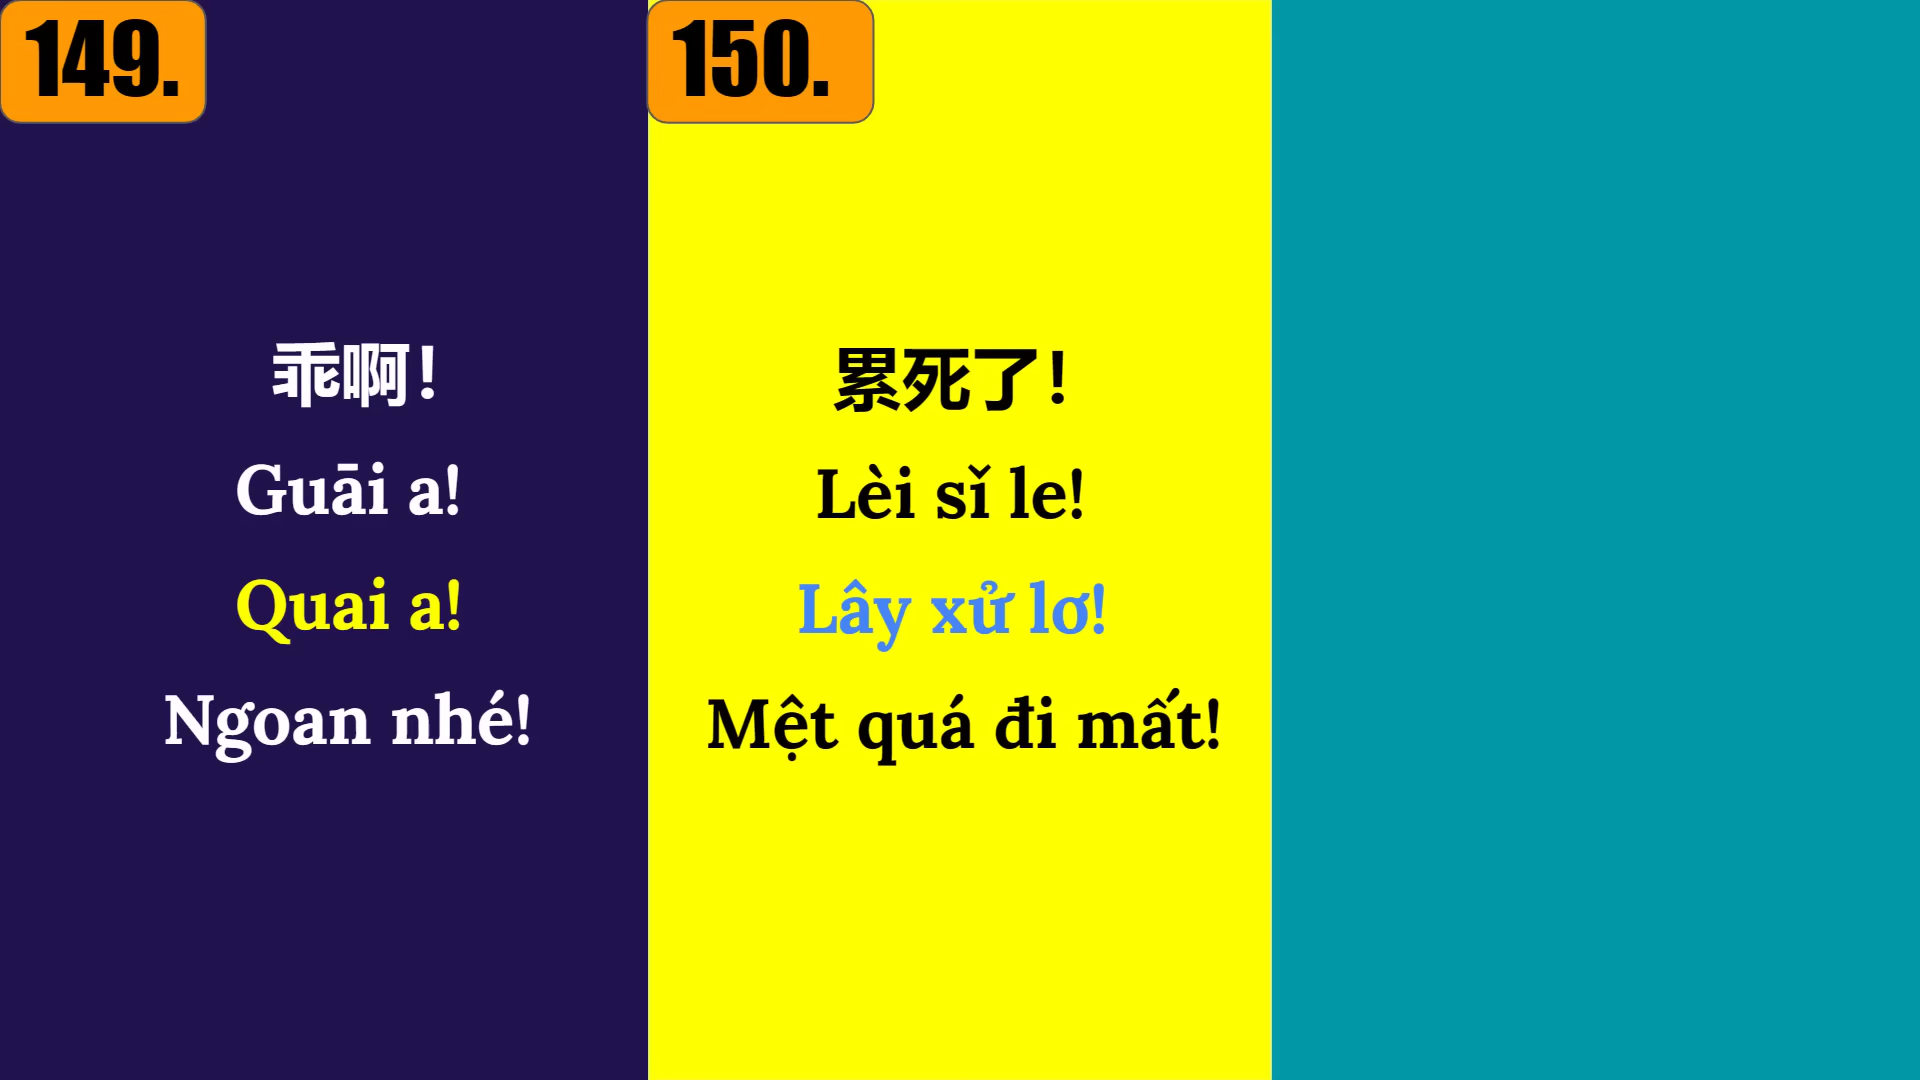 149.
乖啊!
Guāi a!
Quai a!
Ngoan nhé!
150.
累死了!
Lèi sǐ le!
Lây xử lơ!
Mệt quá đi mất!